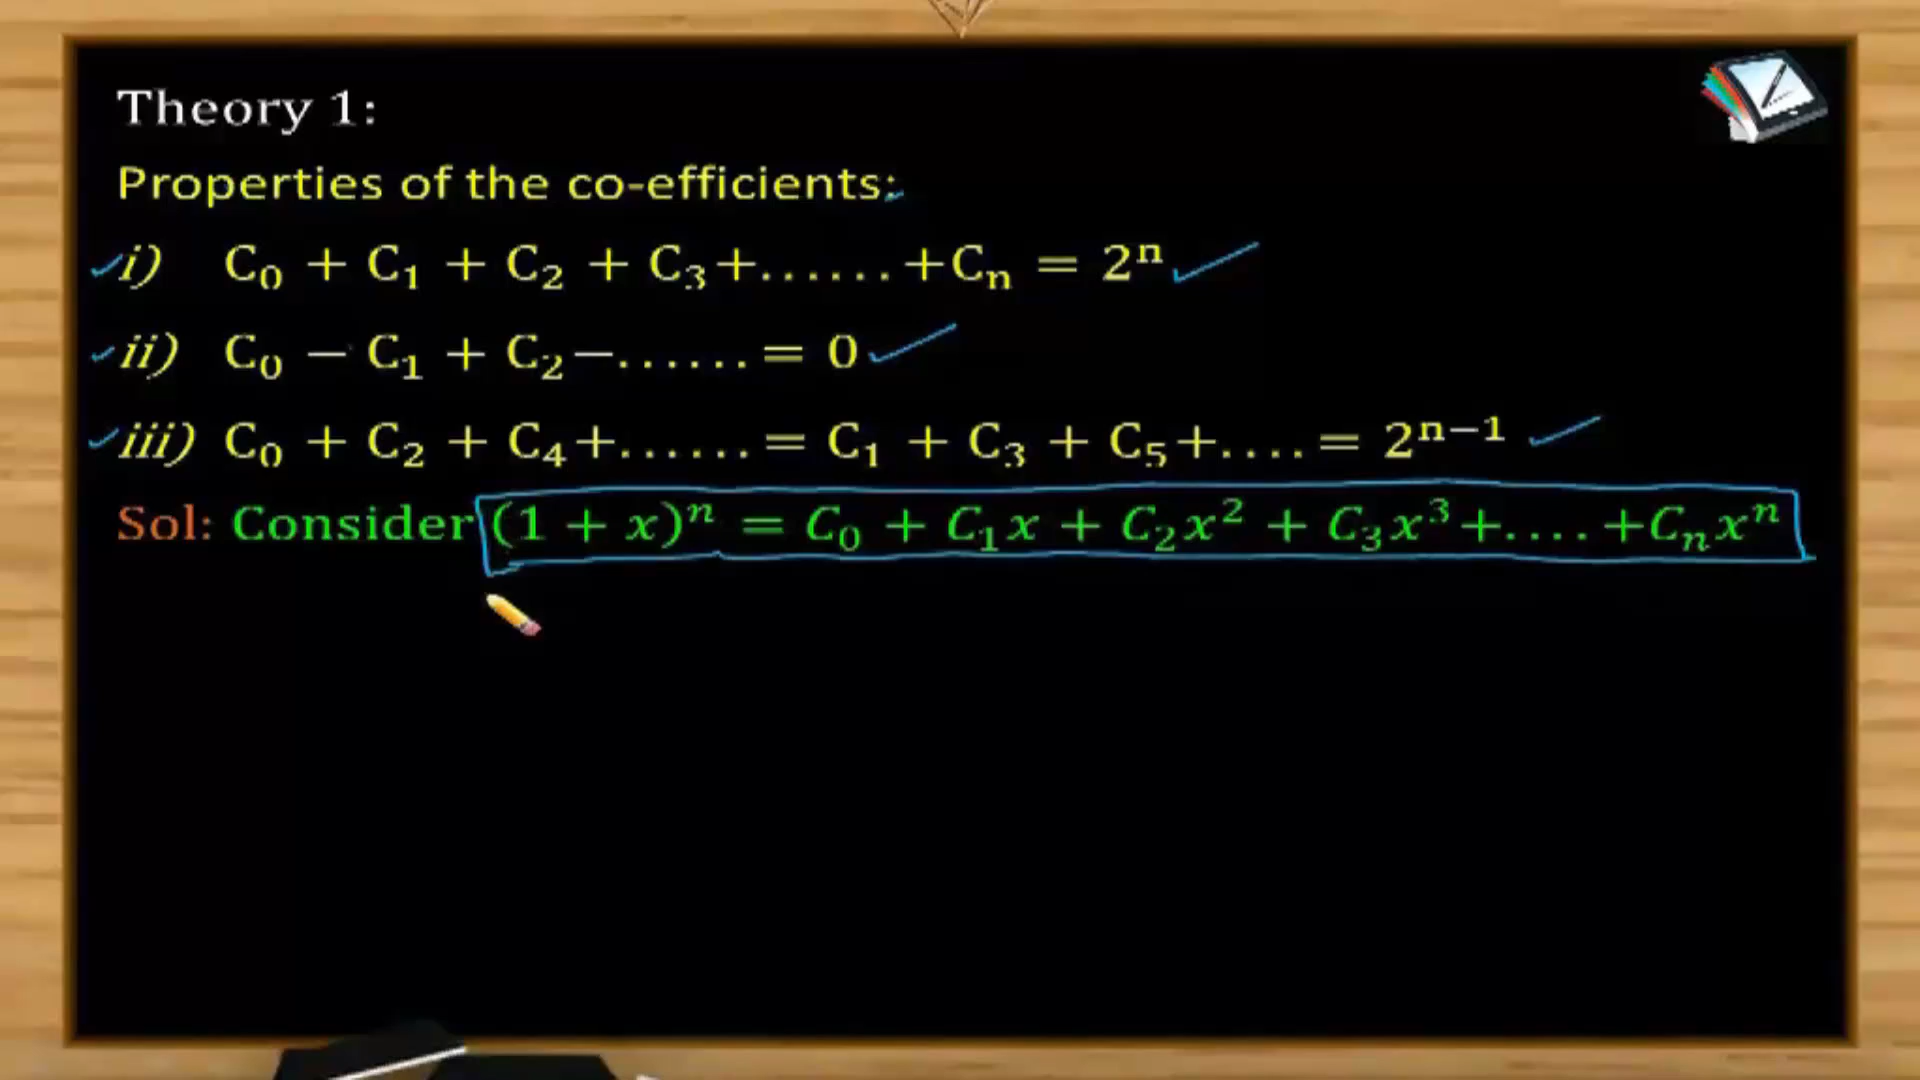 Theory 1:
Properties of the co-efficients:
i) C₀ + C₁ + C₂ + C₃+......+Cₙ = 2ⁿ
ii) C₀ − C₁ + C₂−......= 0
iii) C₀ + C₂ + C₄+......= C₁ + C₃ + C₅+....= 2ⁿ⁻¹
Sol: Consider (1 + x)ⁿ = C₀ + C₁x + C₂x² + C₃x³+....+Cₙxⁿ